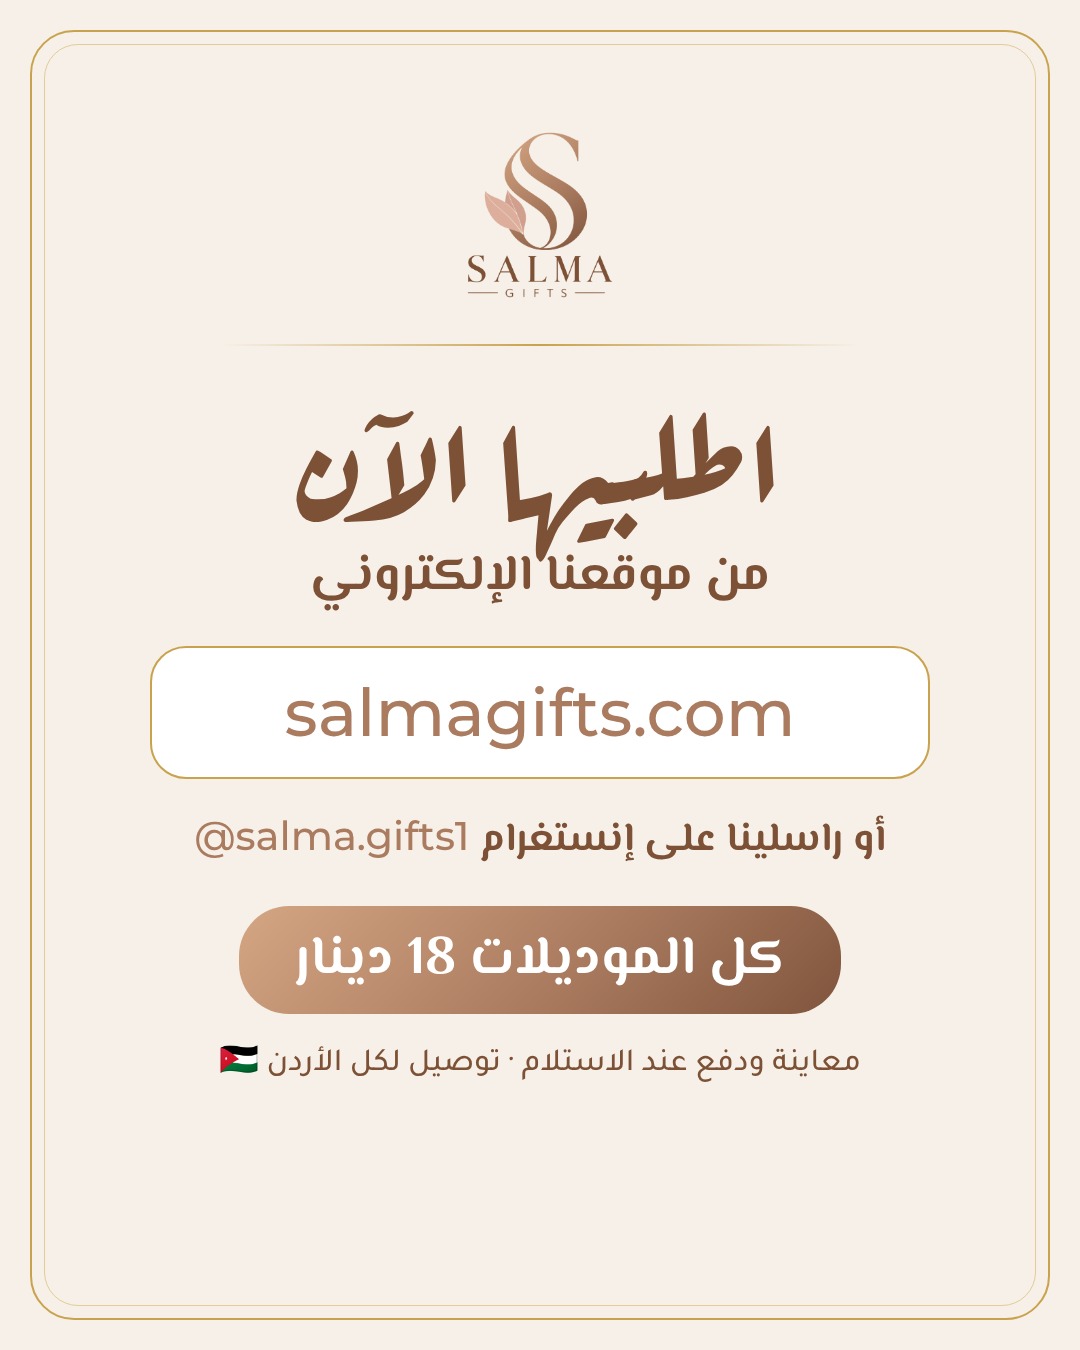 SALMA
GIFTS
اطلبيها الآن
من موقعنا الإلكتروني
salmagifts.com
أو راسلينا على إنستغرام @salma.gifts1
كل الموديلات 18 دينار
معاينة ودفع عند الاستلام · توصيل لكل الأردن 🇵🇸